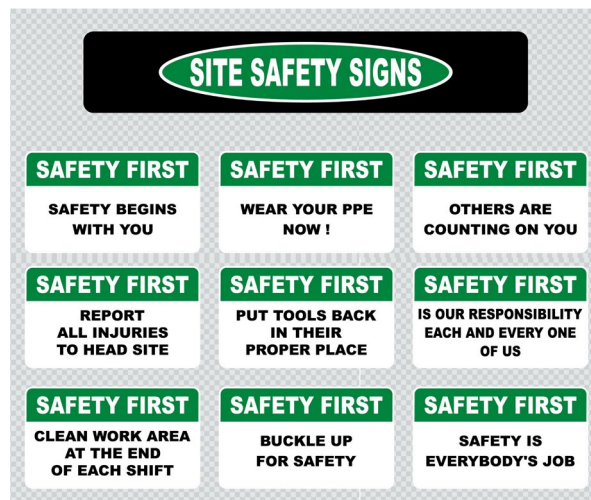 SITE SAFETY SIGNS
SAFETY FIRST
SAFETY BEGINS
WITH YOU
SAFETY FIRST
WEAR YOUR PPE
NOW !
SAFETY FIRST
OTHERS ARE
COUNTING ON YOU
SAFETY FIRST
REPORT
ALL INJURIES
TO HEAD SITE
SAFETY FIRST
PUT TOOLS BACK
IN THEIR
PROPER PLACE
SAFETY FIRST
IS OUR RESPONSIBILITY
EACH AND EVERY ONE
OF US
SAFETY FIRST
CLEAN WORK AREA
AT THE END
OF EACH SHIFT
SAFETY FIRST
BUCKLE UP
FOR SAFETY
SAFETY FIRST
SAFETY IS
EVERYBODY'S JOB